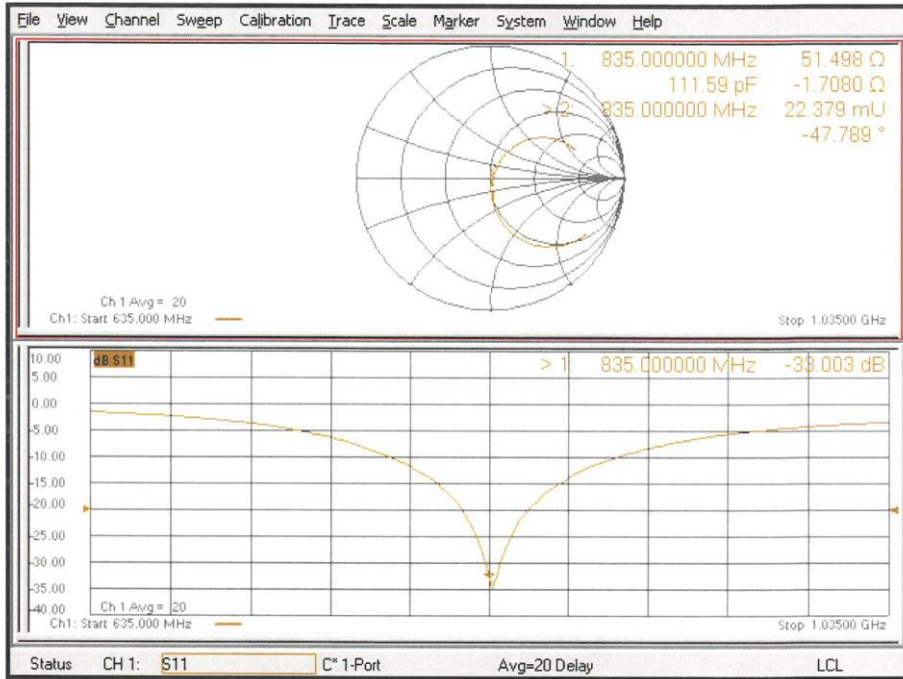 File View Channel Sweep Calibration Trace Scale Marker System Window Help
1: 835.000000 MHz 51.498 Ω
111.59 pF -1.7080 Ω
> 2: 835.000000 MHz 22.379 mU
-47.789 °
Ch 1 Avg = 20
Ch1: Start 635.000 MHz
Stop 1.03500 GHz
10.00
dB S11
> 1: 835.000000 MHz -33.003 dB
5.00
0.00
-5.00
-10.00
-15.00
-20.00
-25.00
-30.00
-35.00
-40.00
Ch 1 Avg = 20
Ch1: Start 635.000 MHz
Stop 1.03500 GHz
Status CH 1: S11 C* 1-Port Avg=20 Delay LCL